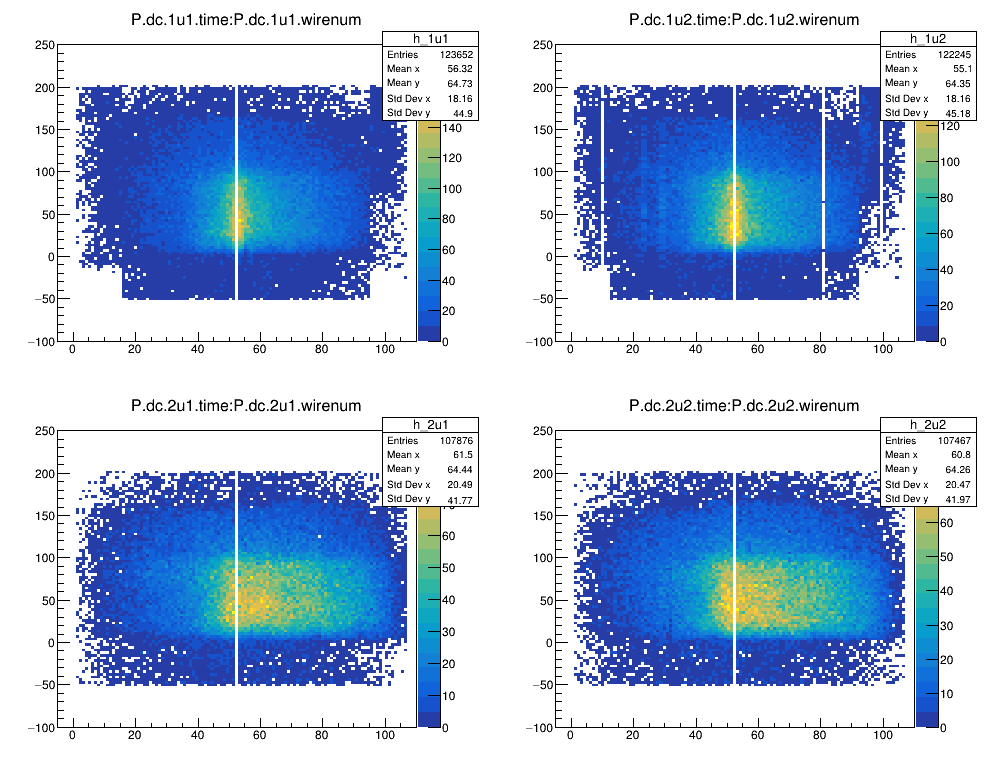 P.dc.1u1.time:P.dc.1u1.wirenum
h_1u1
Entries 123652
Mean x 56.32
Mean y 64.73
Std Dev x 18.16
Std Dev y 44.9
250
200
150
100
50
0
−50
−100
0 20 40 60 80 100
140
120
100
80
60
40
20
0
P.dc.1u2.time:P.dc.1u2.wirenum
h_1u2
Entries 122245
Mean x 55.1
Mean y 64.35
Std Dev x 18.16
Std Dev y 45.18
250
200
150
100
50
0
−50
−100
0 20 40 60 80 100
120
100
80
60
40
20
0
P.dc.2u1.time:P.dc.2u1.wirenum
h_2u1
Entries 107876
Mean x 61.5
Mean y 64.44
Std Dev x 20.49
Std Dev y 41.77
250
200
150
100
50
0
−50
−100
0 20 40 60 80 100
60
50
40
30
20
10
0
P.dc.2u2.time:P.dc.2u2.wirenum
h_2u2
Entries 107467
Mean x 60.8
Mean y 64.26
Std Dev x 20.47
Std Dev y 41.97
250
200
150
100
50
0
−50
−100
0 20 40 60 80 100
60
50
40
30
20
10
0